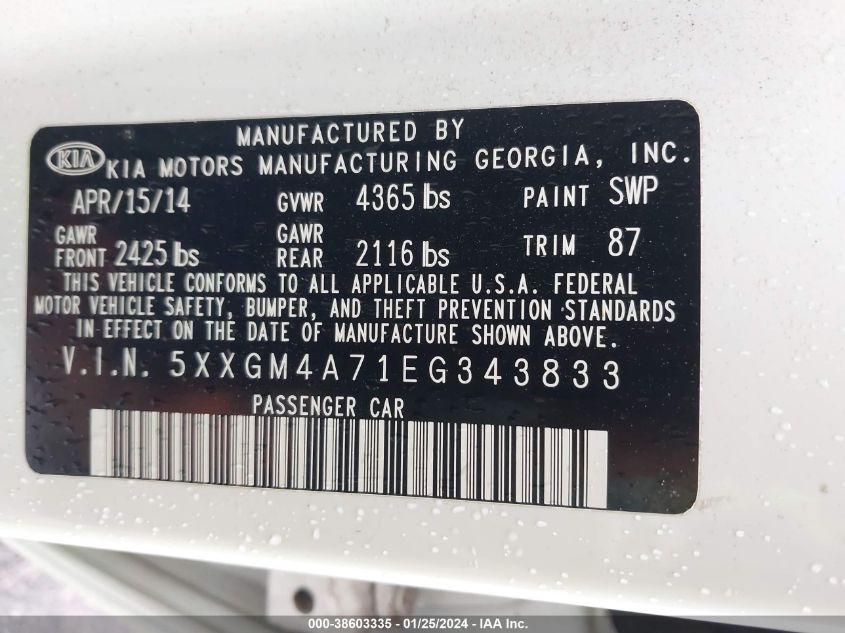 MANUFACTURED BY
KIA KIA MOTORS MANUFACTURING GEORGIA, INC.
APR/15/14 GVWR 4365 lbs PAINT SWP
GAWR FRONT 2425 lbs GAWR REAR 2116 lbs TRIM 87
THIS VEHICLE CONFORMS TO ALL APPLICABLE U.S.A. FEDERAL
MOTOR VEHICLE SAFETY, BUMPER, AND THEFT PREVENTION STANDARDS
IN EFFECT ON THE DATE OF MANUFACTURE SHOWN ABOVE.
V.I.N. 5XXGM4A71EG343833
PASSENGER CAR
000-38603335 - 01/25/2024 - IAA Inc.